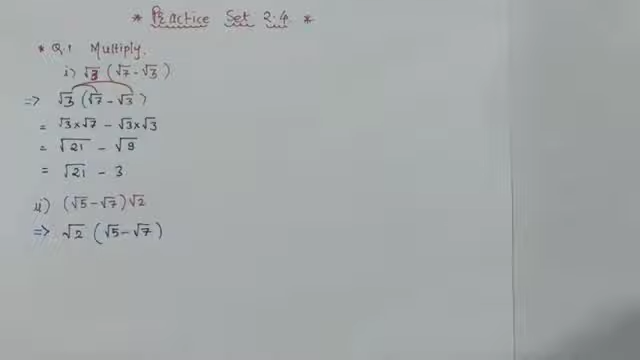 * Practice Set 2.4 *
* Q.1 Multiply.
i) √3 (√7 - √3)
=> √3 (√7 - √3)
= √3 × √7 - √3 × √3
= √21 - √9
= √21 - 3
ii) (√5 - √7) √2
=> √2 (√5 - √7)